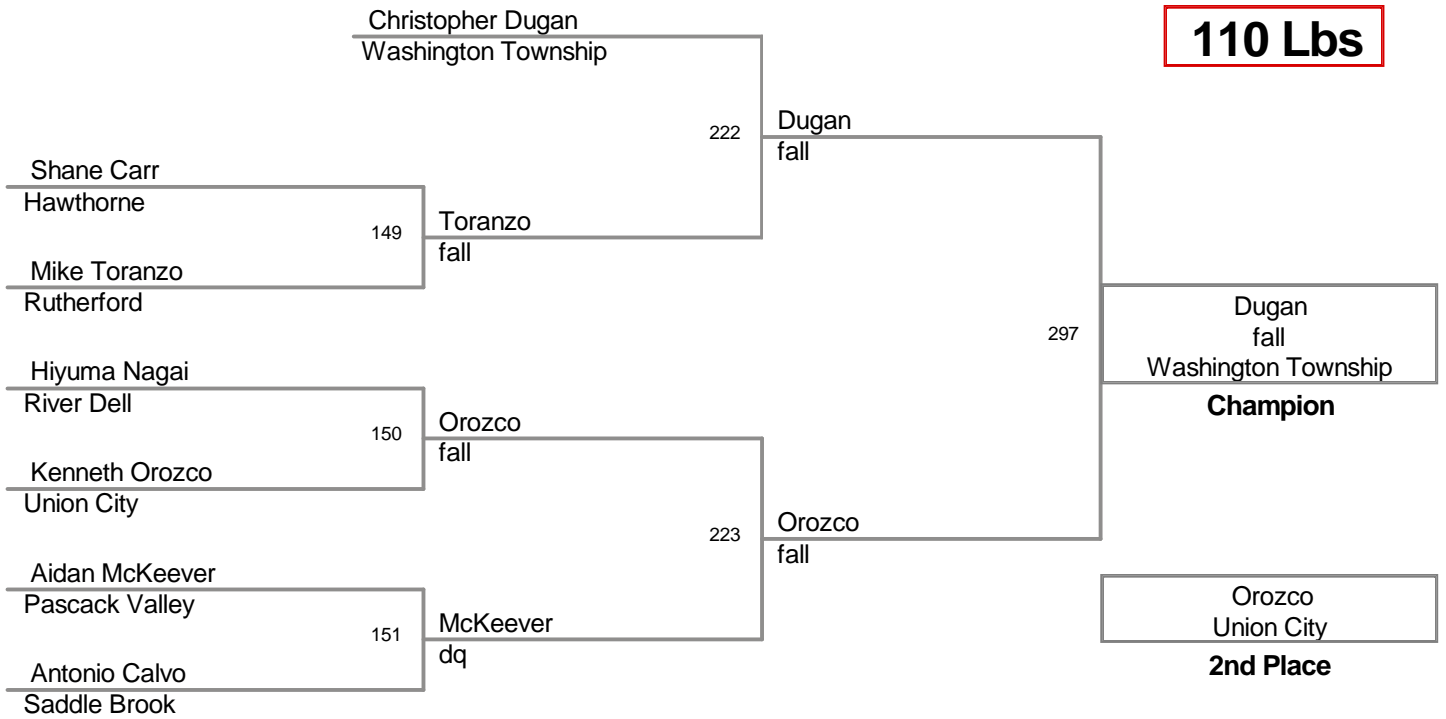 Christopher Dugan
Washington Township
110 Lbs
222
Dugan
fall
Shane Carr
Hawthorne
149
Toranzo
fall
Mike Toranzo
Rutherford
297
Dugan
fall
Washington Township
Champion
Hiyuma Nagai
River Dell
150
Orozco
fall
Kenneth Orozco
Union City
223
Orozco
fall
Aidan McKeever
Pascack Valley
151
McKeever
dq
Antonio Calvo
Saddle Brook
Orozco
Union City
2nd Place